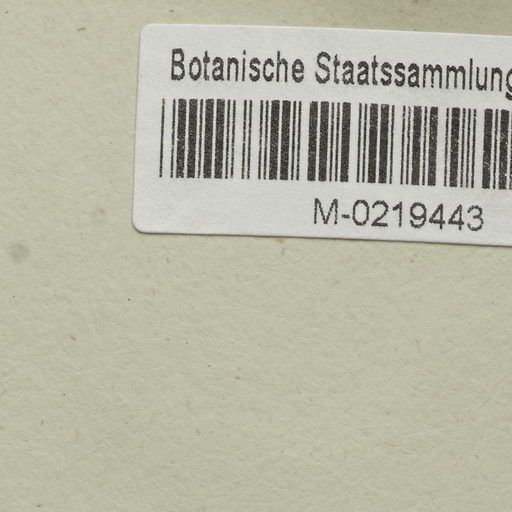 Botanische Staatssammlung
M-0219443